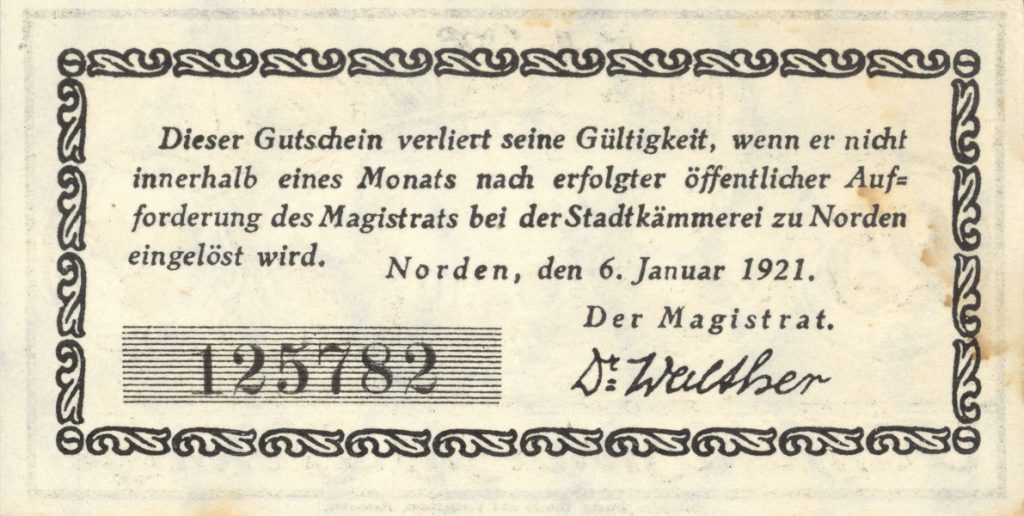 Dieser Gutschein verliert seine Gültigkeit, wenn er nicht
innerhalb eines Monats nach erfolgter öffentlicher Auf=
forderung des Magistrats bei der Stadtkämmerei zu Norden
eingelöst wird.
Norden, den 6. Januar 1921.
Der Magistrat.
Dr. Walther
125782